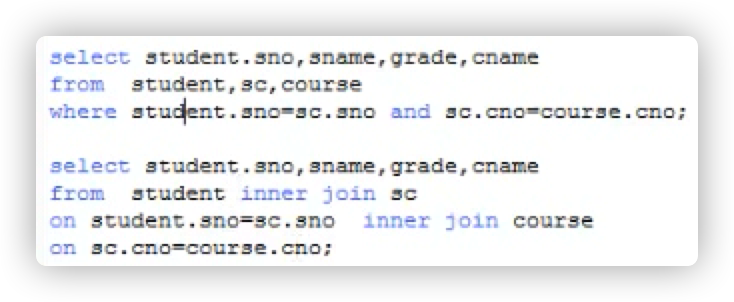 select student.sno,sname,grade,cname
from student,sc,course
where student.sno=sc.sno and sc.cno=course.cno;
select student.sno,sname,grade,cname
from student inner join sc
on student.sno=sc.sno inner join course
on sc.cno=course.cno;